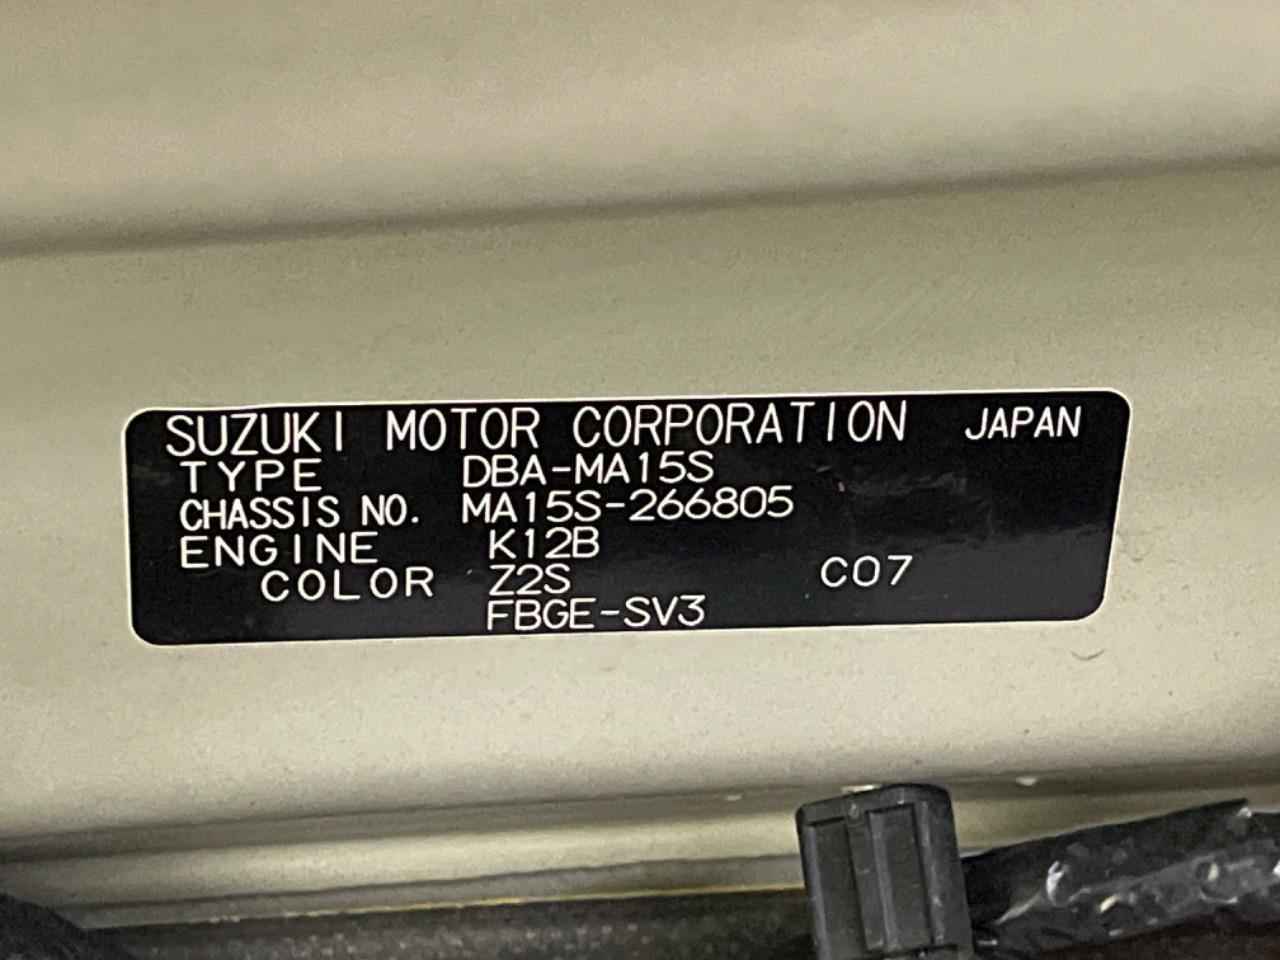 SUZUKI MOTOR CORPORATION JAPAN
TYPE DBA-MA15S
CHASSIS NO. MA15S-266805
ENGINE K12B
COLOR Z2S C07
FBGE-SV3